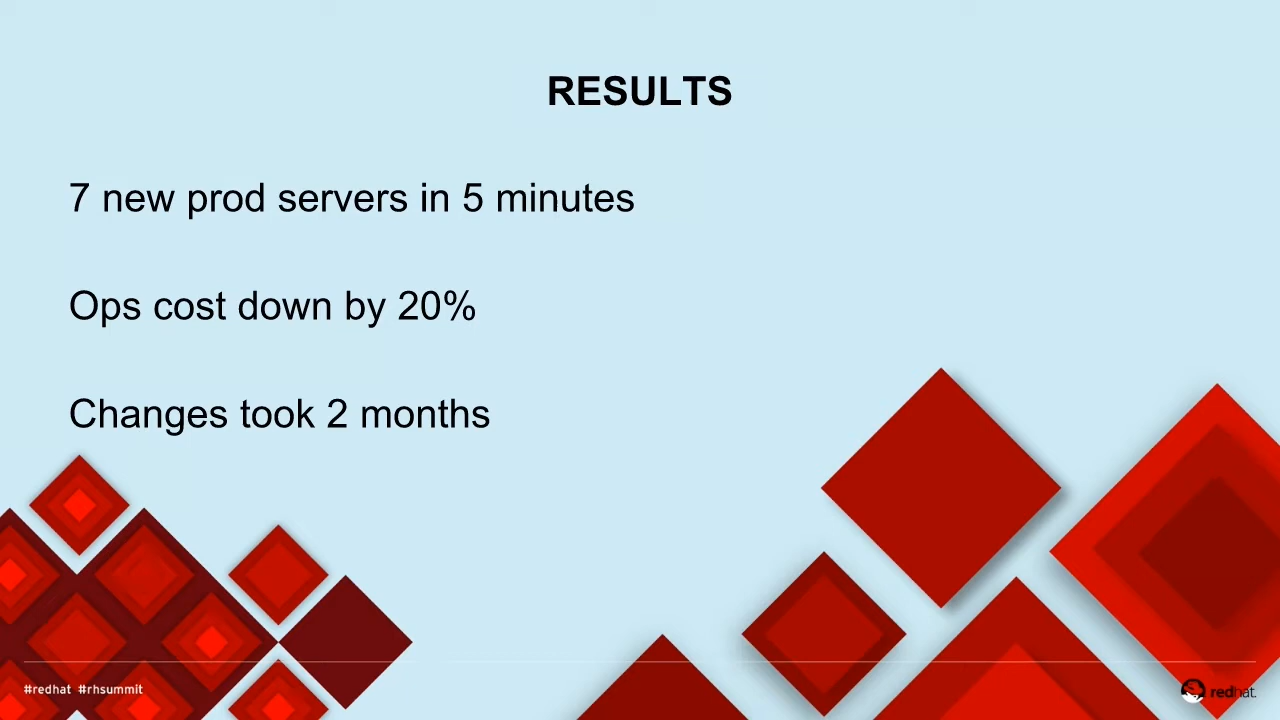 RESULTS
7 new prod servers in 5 minutes
Ops cost down by 20%
Changes took 2 months
#redhat #rhsummit
redhat.